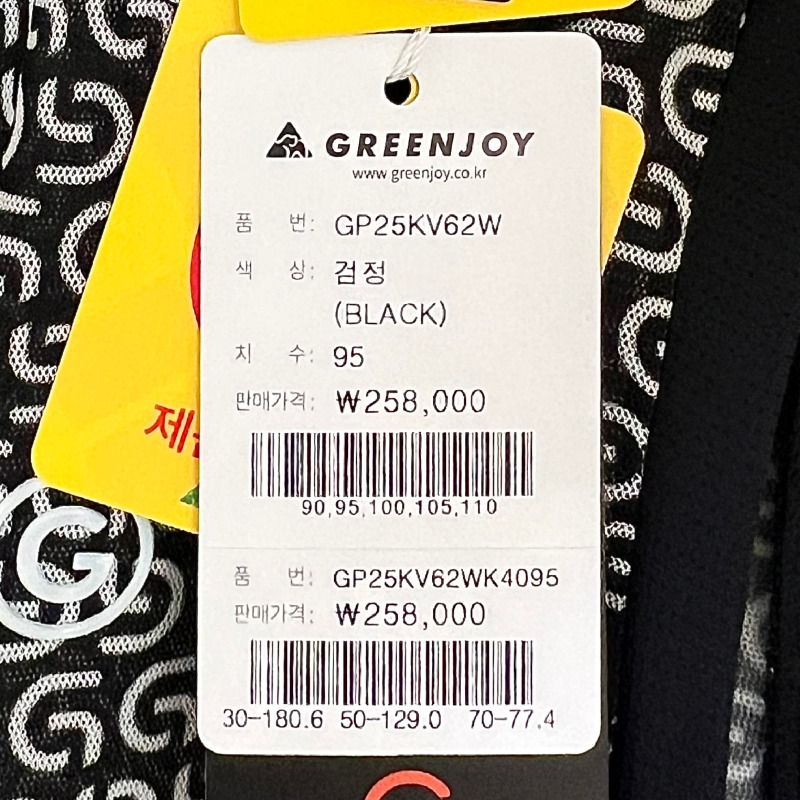 GREENJOY
www.greenjoy.co.kr
품 번: GP25KV62W
색 상: 검정
(BLACK)
치 수: 95
판매가격: ₩258,000
90,95,100,105,110
품 번: GP25KV62WK4095
판매가격: ₩258,000
30-180.6 50-129.0 70-77.4
G